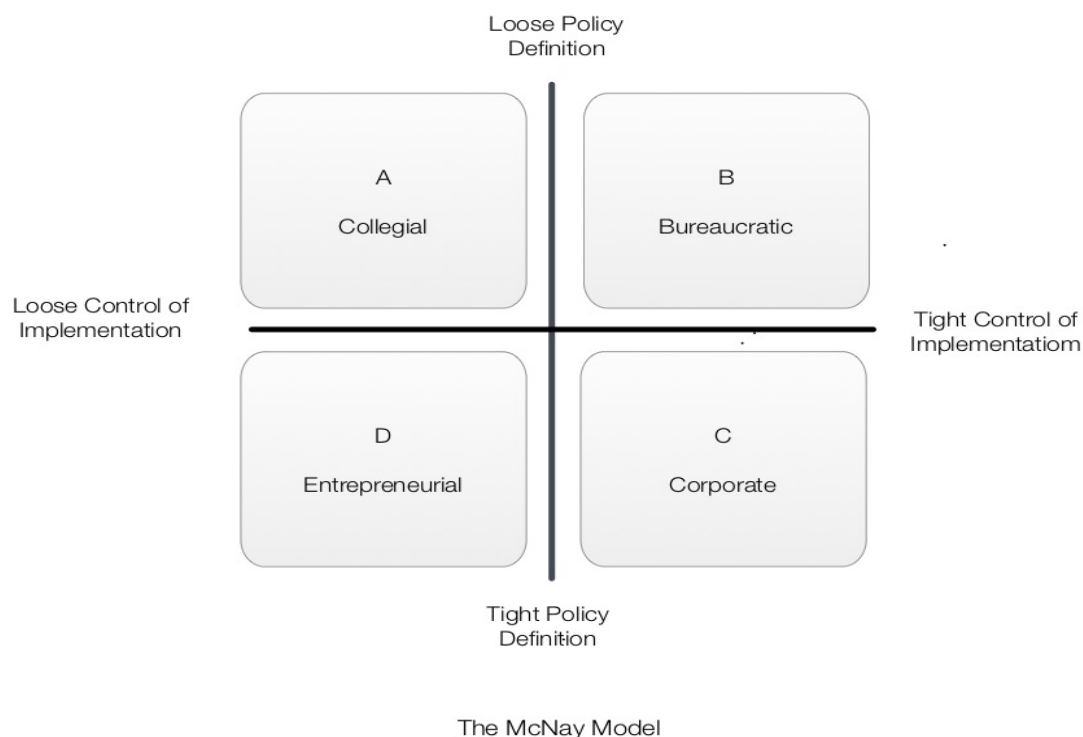 Loose Policy
Definition
A
Collegial
B
Bureaucratic
Loose Control of
Implementation
Tight Control of
Implementatiom
D
Entrepreneurial
C
Corporate
Tight Policy
Definition
The McNay Model